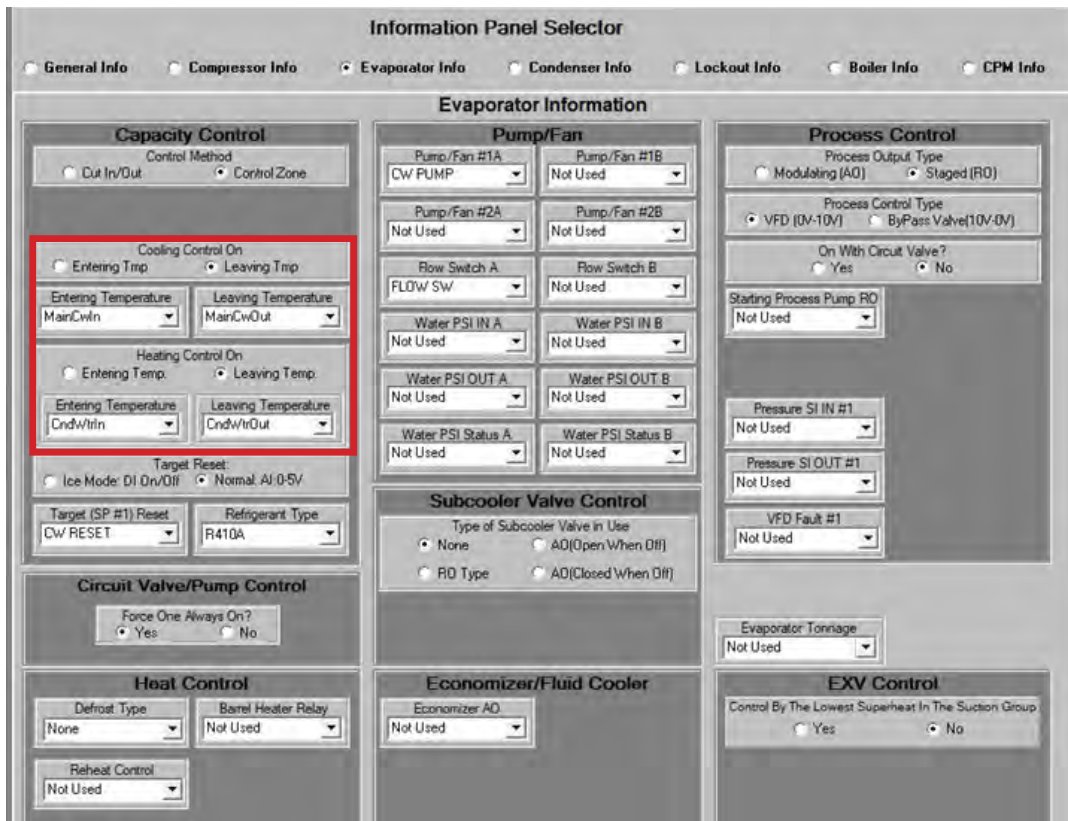 Information Panel Selector
General Info Compressor Info Evaporator Info Condenser Info Lockout Info Boiler Info CPM Info
Evaporator Information
Capacity Control
Control Method
Cut In/Out Control Zone
Cooling Control On
Entering Tmp Leaving Tmp
Entering Temperature Leaving Temperature
MainCwIn MainCwOut
Heating Control On
Entering Temp. Leaving Temp.
Entering Temperature Leaving Temperature
CndWtrIn CndWtrOut
Target Reset:
Ice Mode: DI On/Off Normal: AI:0-5V
Target (SP #1) Reset Refrigerant Type
CW RESET R410A
Circuit Valve/Pump Control
Force One Always On?
Yes No
Heat Control
Defrost Type Barrel Heater Relay
None Not Used
Reheat Control
Not Used
Pump/Fan
Pump/Fan #1A Pump/Fan #1B
CW PUMP Not Used
Pump/Fan #2A Pump/Fan #2B
Not Used Not Used
Flow Switch A Flow Switch B
FLOW SW Not Used
Water PSI IN A Water PSI IN B
Not Used Not Used
Water PSI OUT A Water PSI OUT B
Not Used Not Used
Water PSI Status A Water PSI Status B
Not Used Not Used
Subcooler Valve Control
Type of Subcooler Valve in Use
None AO(Open When Off)
RO Type AO(Closed When Off)
Economizer/Fluid Cooler
Economizer AO
Not Used
Process Control
Process Output Type
Modulating (AO) Staged (RO)
Process Control Type
VFD (0V-10V) ByPass Valve(10V-0V)
On With Circuit Valve?
Yes No
Starting Process Pump RO
Not Used
Pressure SI IN #1
Not Used
Pressure SI OUT #1
Not Used
VFD Fault #1
Not Used
Evaporator Tonnage
Not Used
EXV Control
Control By The Lowest Superheat In The Suction Group
Yes No